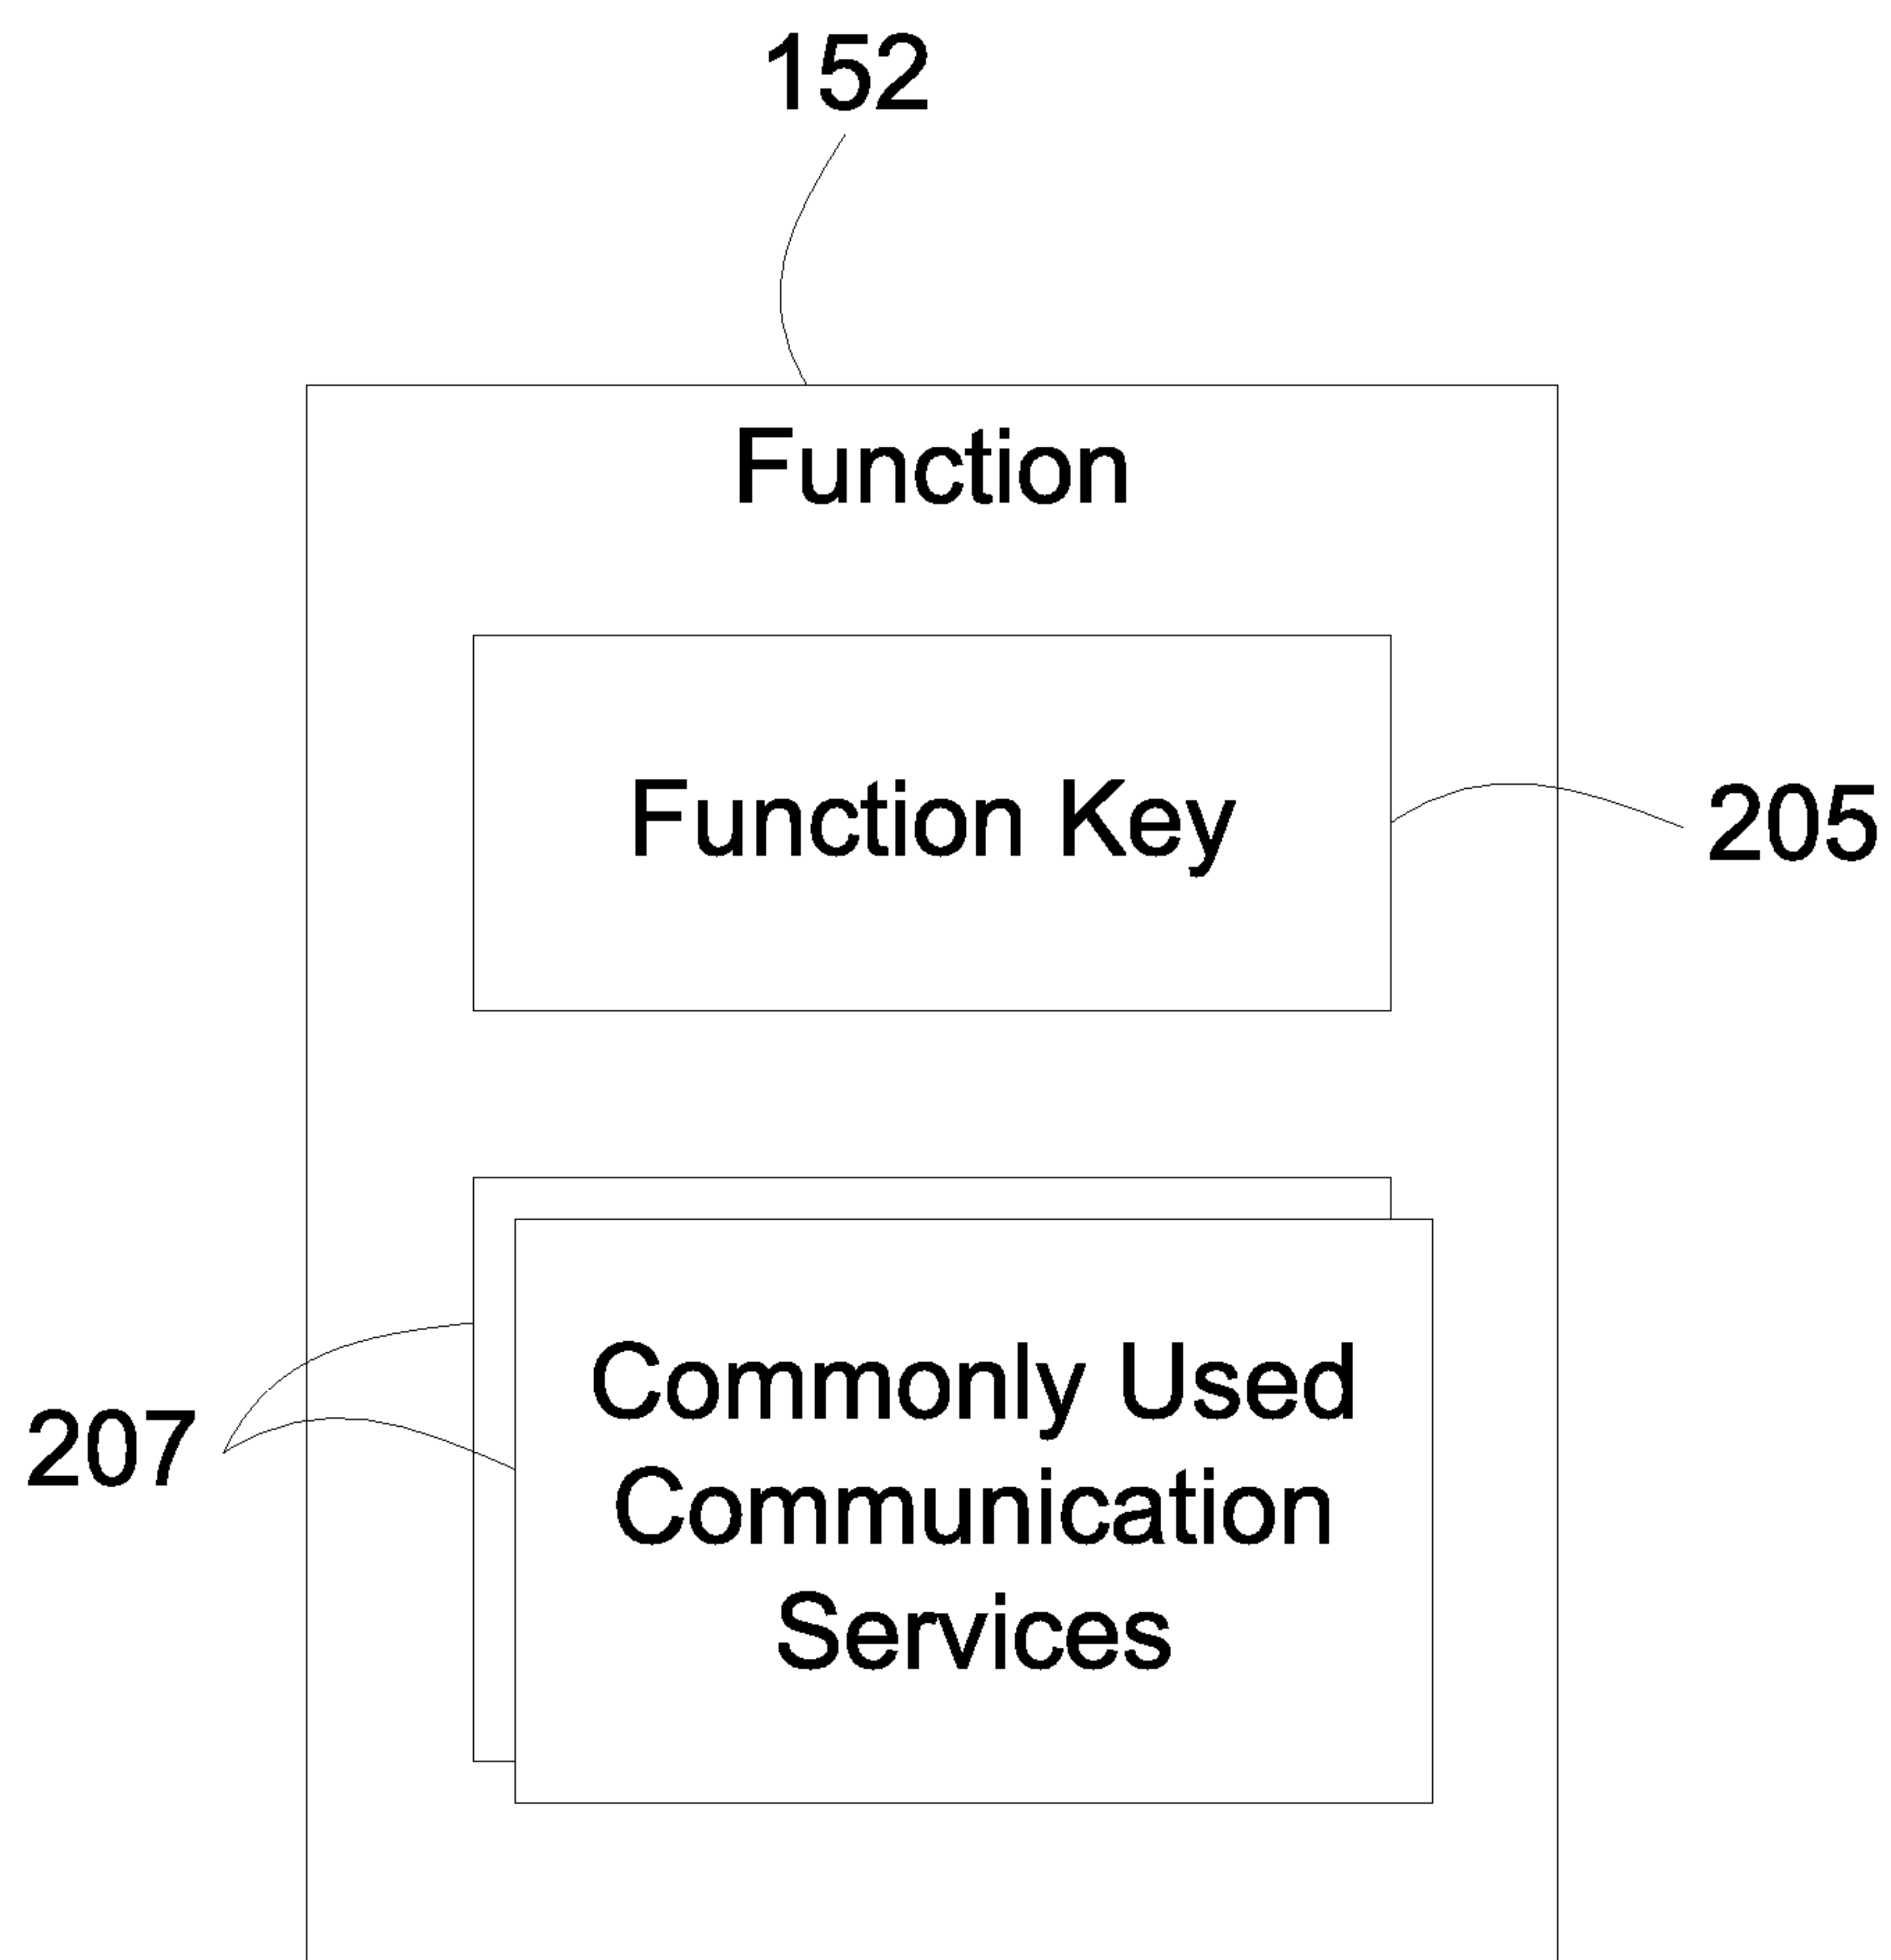 152
Function
Function Key
205
Commonly Used
207
Communication
Services